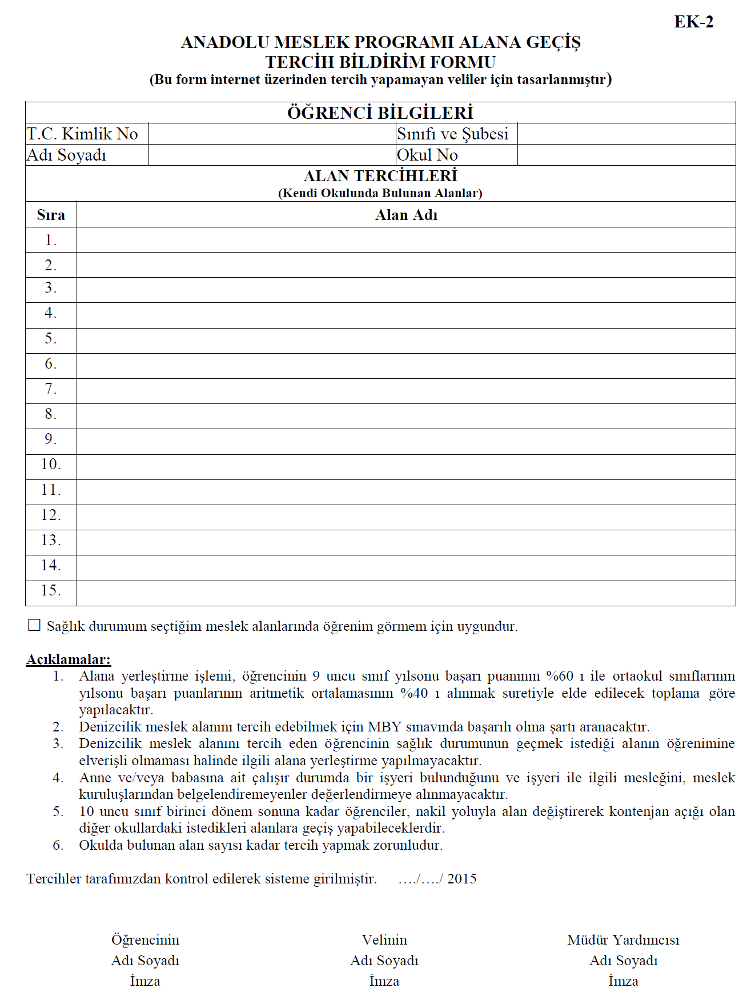 EK-2
ANADOLU MESLEK PROGRAMI ALANA GEÇİŞ
TERCİH BİLDİRİM FORMU
(Bu form internet üzerinden tercih yapamayan veliler için tasarlanmıştır)
ÖĞRENCİ BİLGİLERİ
T.C. Kimlik No Sınıfı ve Şubesi
Adı Soyadı Okul No
ALAN TERCİHLERİ
(Kendi Okulunda Bulunan Alanlar)
Sıra Alan Adı
1.
2.
3.
4.
5.
6.
7.
8.
9.
10.
11.
12.
13.
14.
15.
☐ Sağlık durumum seçtiğim meslek alanlarında öğrenim görmem için uygundur.
Açıklamalar:
1. Alana yerleştirme işlemi, öğrencinin 9 uncu sınıf yılsonu başarı puanının %60 ı ile ortaokul sınıflarının
yılsonu başarı puanlarının aritmetik ortalamasının %40 ı alınmak suretiyle elde edilecek toplama göre
yapılacaktır.
2. Denizcilik meslek alanını tercih edebilmek için MBY sınavında başarılı olma şartı aranacaktır.
3. Denizcilik meslek alanını tercih eden öğrencinin sağlık durumunun geçmek istediği alanın öğrenimine
elverişli olmaması halinde ilgili alana yerleştirme yapılmayacaktır.
4. Anne ve/veya babasına ait çalışır durumda bir işyeri bulunduğunu ve işyeri ile ilgili mesleğini, meslek
kuruluşlarından belgelendiremeyenler değerlendirmeye alınmayacaktır.
5. 10 uncu sınıf birinci dönem sonuna kadar öğrenciler, nakil yoluyla alan değiştirerek kontenjan açığı olan
diğer okullardaki istedikleri alanlara geçiş yapabileceklerdir.
6. Okulda bulunan alan sayısı kadar tercih yapmak zorunludur.
Tercihler tarafımızdan kontrol edilerek sisteme girilmiştir. …./…./ 2015
Öğrencinin Velinin Müdür Yardımcısı
Adı Soyadı Adı Soyadı Adı Soyadı
İmza İmza İmza